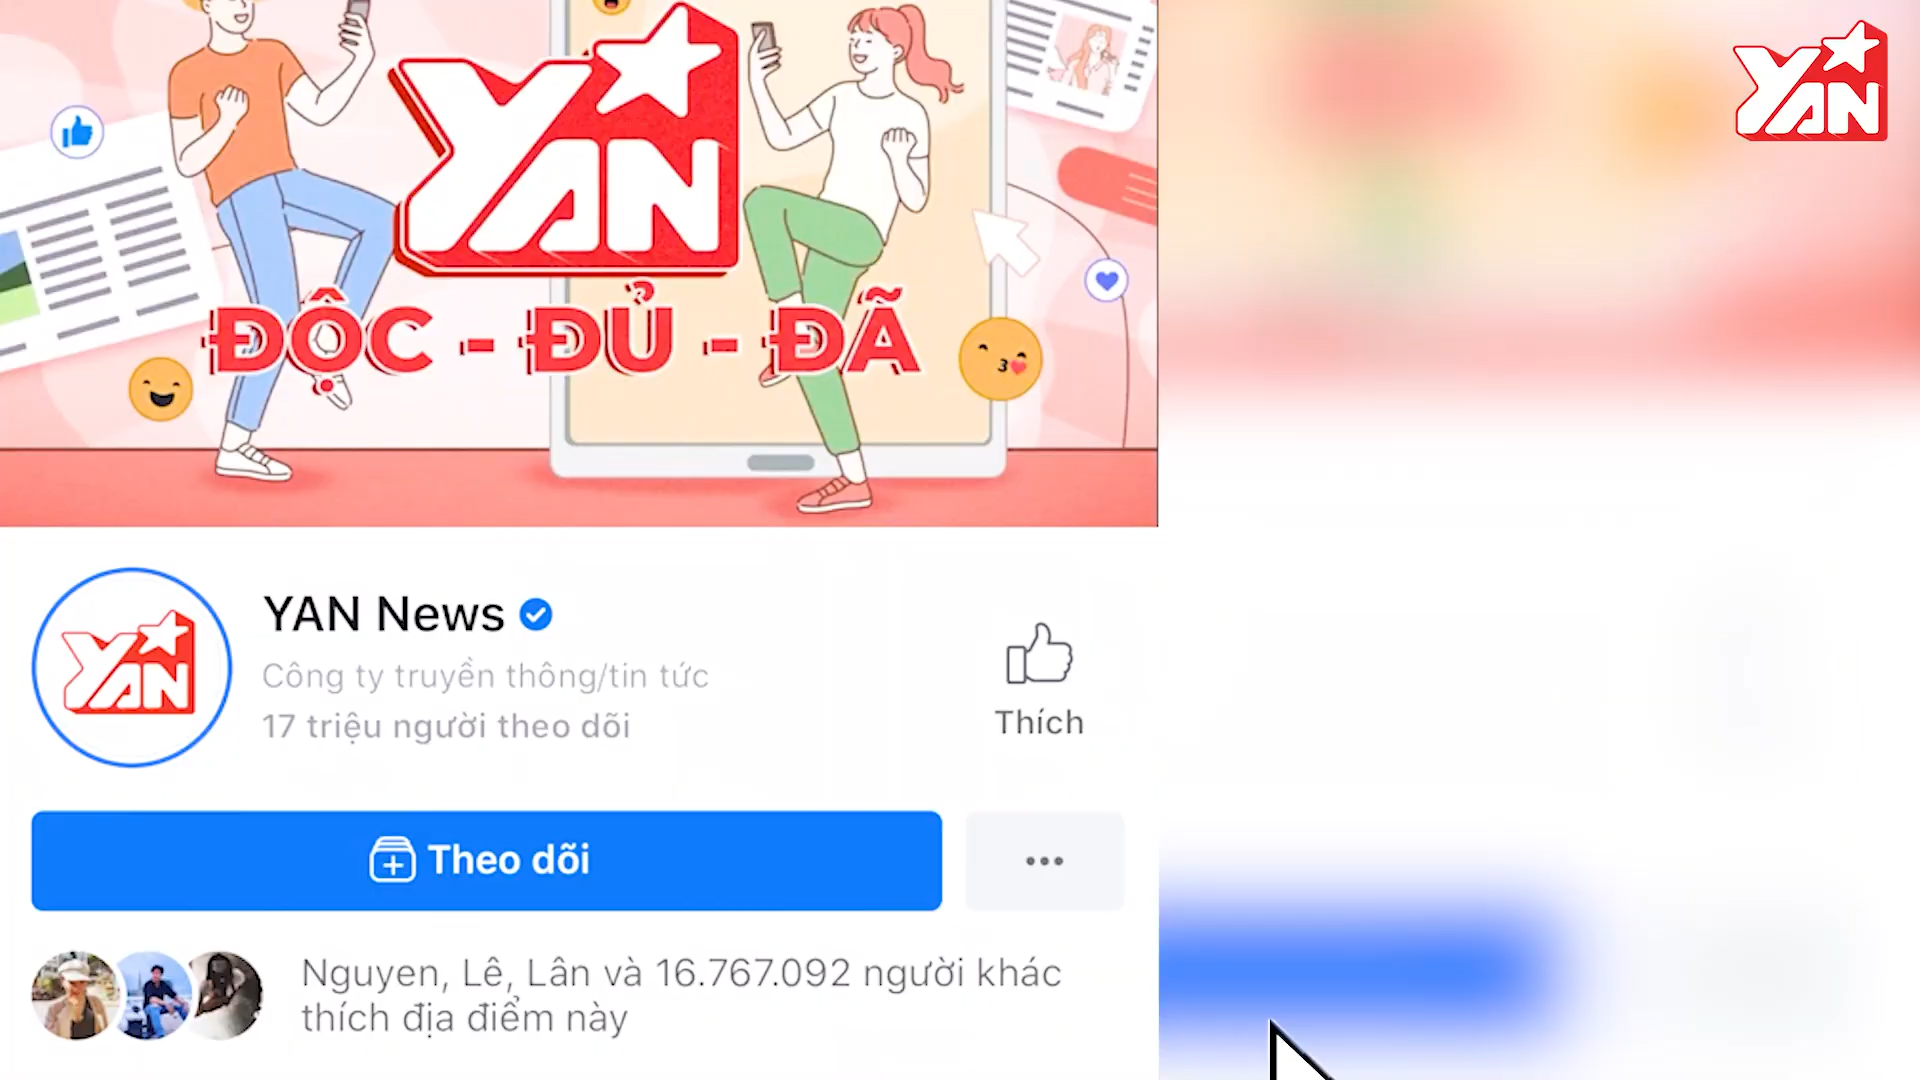 YAN
YAN
ĐỘC - ĐỦ - ĐÃ
YAN
YAN News
Công ty truyền thông/tin tức
17 triệu người theo dõi
Thích
Theo dõi
Nguyen, Lê, Lân và 16.767.092 người khác
thích địa điểm này